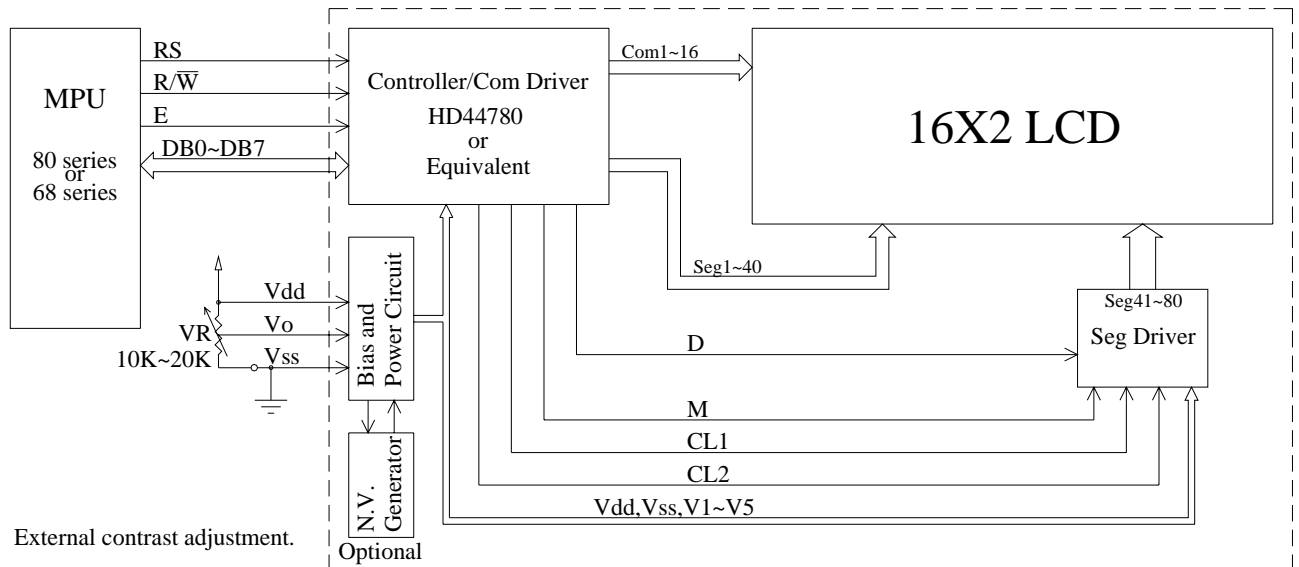 RS
R/W̅
E
DB0~DB7
MPU
80 series
or
68 series
Controller/Com Driver
HD44780
or
Equivalent
Com1~16
16X2 LCD
Seg1~40
Seg41~80
Seg Driver
Vdd
Vo
VR
10K~20K
Vss
Bias and
Power Circuit
N.V.
Generator
Optional
D
M
CL1
CL2
Vdd,Vss,V1~V5
External contrast adjustment.